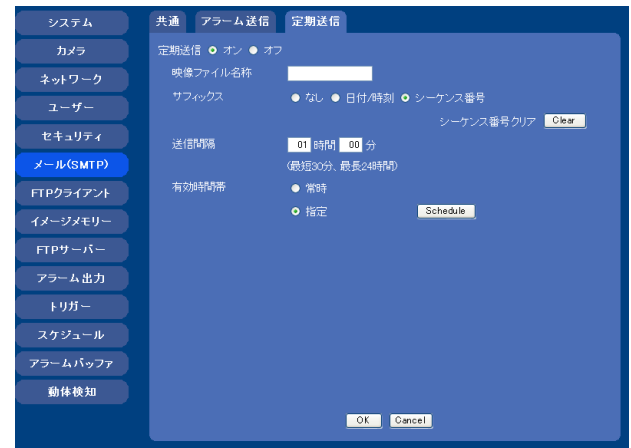 システム
カメラ
ネットワーク
ユーザー
セキュリティ
メール(SMTP)
FTPクライアント
イメージメモリー
FTPサーバー
アラーム出力
トリガー
スケジュール
アラームバッファ
動体検知
共通 アラーム送信 定期送信
定期送信 オン オフ
映像ファイル名称
サフィックス なし 日付/時刻 シーケンス番号
シーケンス番号クリア Clear
送信間隔 01 時間 00 分
(最短30分、最長24時間)
有効時間帯 常時
指定 Schedule
OK Cancel